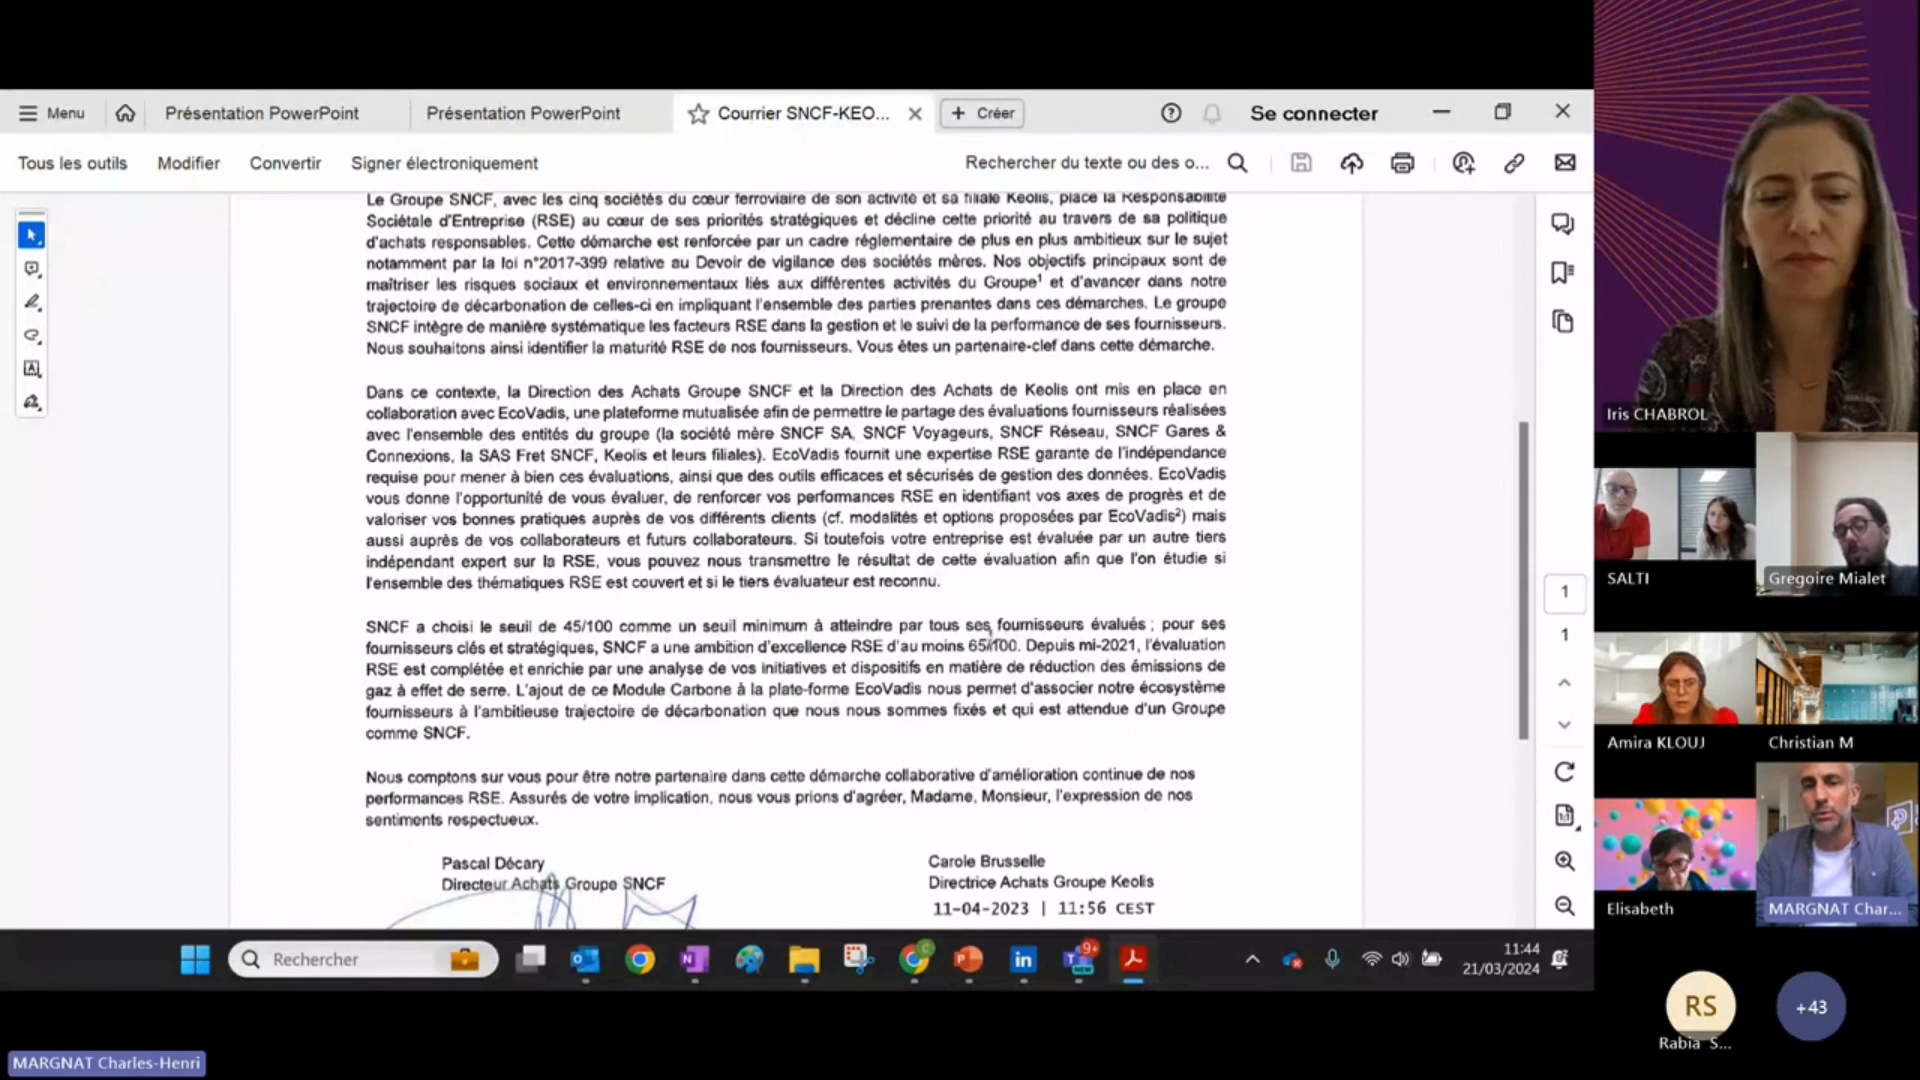 Menu
Présentation PowerPoint
Présentation PowerPoint
Courrier SNCF-KEO...
Créer
Se connecter
Tous les outils
Modifier
Convertir
Signer électroniquement
Rechercher du texte ou des o...
Le Groupe SNCF, avec les cinq sociétés du cœur ferroviaire de son activité et sa filiale Keolis, place la Responsabilité
Sociétale d'Entreprise (RSE) au cœur de ses priorités stratégiques et décline cette priorité au travers de sa politique
d'achats responsables. Cette démarche est renforcée par un cadre réglementaire de plus en plus ambitieux sur le sujet
notamment par la loi n°2017-399 relative au Devoir de vigilance des sociétés mères. Nos objectifs principaux sont de
maîtriser les risques sociaux et environnementaux liés aux différentes activités du Groupe¹ et d'avancer dans notre
trajectoire de décarbonation de celles-ci en impliquant l'ensemble des parties prenantes dans ces démarches. Le groupe
SNCF intègre de manière systématique les facteurs RSE dans la gestion et le suivi de la performance de ses fournisseurs.
Nous souhaitons ainsi identifier la maturité RSE de nos fournisseurs. Vous êtes un partenaire-clef dans cette démarche.
Dans ce contexte, la Direction des Achats Groupe SNCF et la Direction des Achats de Keolis ont mis en place en
collaboration avec EcoVadis, une plateforme mutualisée afin de permettre le partage des évaluations fournisseurs réalisées
avec l'ensemble des entités du groupe (la société mère SNCF SA, SNCF Voyageurs, SNCF Réseau, SNCF Gares &
Connexions, la SAS Fret SNCF, Keolis et leurs filiales). EcoVadis fournit une expertise RSE garante de l'indépendance
requise pour mener à bien ces évaluations, ainsi que des outils efficaces et sécurisés de gestion des données. EcoVadis
vous donne l'opportunité de vous évaluer, de renforcer vos performances RSE en identifiant vos axes de progrès et de
valoriser vos bonnes pratiques auprès de vos différents clients (cf. modalités et options proposées par EcoVadis²) mais
aussi auprès de vos collaborateurs et futurs collaborateurs. Si toutefois votre entreprise est évaluée par un autre tiers
indépendant expert sur la RSE, vous pouvez nous transmettre le résultat de cette évaluation afin que l'on étudie si
l'ensemble des thématiques RSE est couvert et si le tiers évaluateur est reconnu.
SNCF a choisi le seuil de 45/100 comme un seuil minimum à atteindre par tous ses fournisseurs évalués ; pour ses
fournisseurs clés et stratégiques, SNCF a une ambition d'excellence RSE d'au moins 65/100. Depuis mi-2021, l'évaluation
RSE est complétée et enrichie par une analyse de vos initiatives et dispositifs en matière de réduction des émissions de
gaz à effet de serre. L'ajout de ce Module Carbone à la plate-forme EcoVadis nous permet d'associer notre écosystème
fournisseurs à l'ambitieuse trajectoire de décarbonation que nous nous sommes fixés et qui est attendue d'un Groupe
comme SNCF.
Nous comptons sur vous pour être notre partenaire dans cette démarche collaborative d'amélioration continue de nos
performances RSE. Assurés de votre implication, nous vous prions d'agréer, Madame, Monsieur, l'expression de nos
sentiments respectueux.
Pascal Décary
Directeur Achats Groupe SNCF
Carole Brusselle
Directrice Achats Groupe Keolis
11-04-2023 | 11:56 CEST
1
1
Rechercher
9+
NEW
11:44
21/03/2024
Iris CHABROL
SALTI
Gregoire Mialet
Amira KLOUJ
Christian M
Elisabeth
MARGNAT Char...
RS
Rabia S...
+43
MARGNAT Charles-Henri